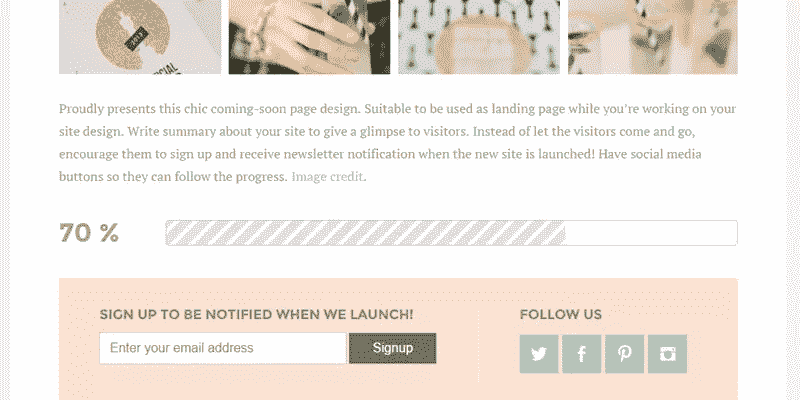 2013
CIAL
Proudly presents this chic coming-soon page design. Suitable to be used as landing page while you're working on your
site design. Write summary about your site to give a glimpse to visitors. Instead of let the visitors come and go,
encourage them to sign up and receive newsletter notification when the new site is launched! Have social media
buttons so they can follow the progress. Image credit.
70 %
SIGN UP TO BE NOTIFIED WHEN WE LAUNCH!
FOLLOW US
Enter your email address
Signup